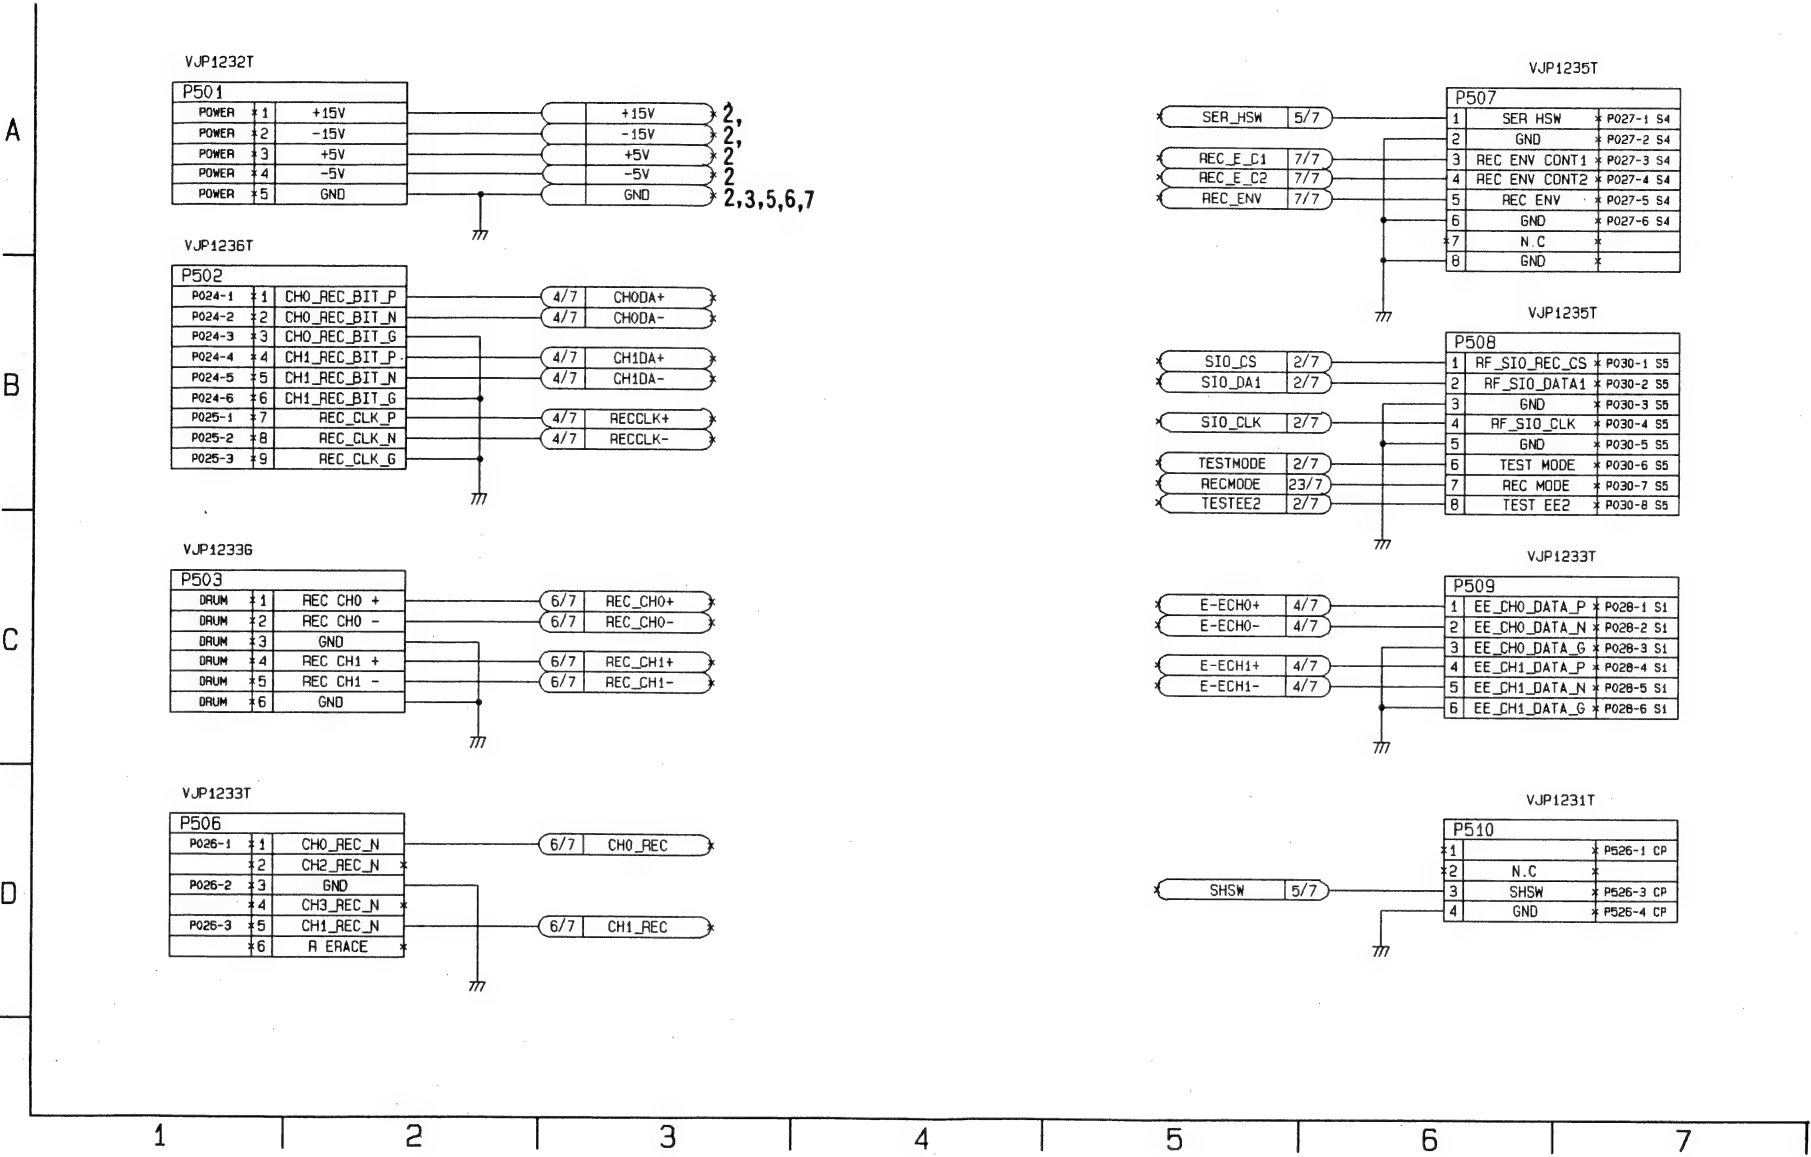 VJP1232T
P501
POWER 1 +15V +15V 2,
POWER 2 -15V -15V 2,
POWER 3 +5V +5V 2
POWER 4 -5V -5V 2
POWER 5 GND GND 2,3,5,6,7
VJP1236T
P502
P024-1 1 CH0_REC_BIT_P 4/7 CH0DA+
P024-2 2 CH0_REC_BIT_N 4/7 CH0DA-
P024-3 3 CH0_REC_BIT_G
P024-4 4 CH1_REC_BIT_P 4/7 CH1DA+
P024-5 5 CH1_REC_BIT_N 4/7 CH1DA-
P024-6 6 CH1_REC_BIT_G
P025-1 7 REC_CLK_P 4/7 RECCLK+
P025-2 8 REC_CLK_N 4/7 RECCLK-
P025-3 9 REC_CLK_G
VJP1233G
P503
DRUM 1 REC CH0 + 6/7 REC_CH0+
DRUM 2 REC CH0 - 6/7 REC_CH0-
DRUM 3 GND
DRUM 4 REC CH1 + 6/7 REC_CH1+
DRUM 5 REC CH1 - 6/7 REC_CH1-
DRUM 6 GND
VJP1233T
P506
P026-1 1 CH0_REC_N 6/7 CH0_REC
2 CH2_REC_N
P026-2 3 GND
4 CH3_REC_N
P026-3 5 CH1_REC_N 6/7 CH1_REC
6 R ERACE
VJP1235T
P507
SER_HSW 5/7 1 SER HSW P027-1 S4
2 GND P027-2 S4
REC_E_C1 7/7 3 REC ENV CONT1 P027-3 S4
REC_E_C2 7/7 4 REC ENV CONT2 P027-4 S4
REC_ENV 7/7 5 REC ENV P027-5 S4
6 GND P027-6 S4
7 N.C
8 GND
VJP1235T
P508
SIO_CS 2/7 1 RF_SIO_REC_CS P030-1 S5
SIO_DA1 2/7 2 RF_SIO_DATA1 P030-2 S5
3 GND P030-3 S5
SIO_CLK 2/7 4 RF_SIO_CLK P030-4 S5
5 GND P030-5 S5
TESTMODE 2/7 6 TEST MODE P030-6 S5
RECMODE 23/7 7 REC MODE P030-7 S5
TESTEE2 2/7 8 TEST EE2 P030-8 S5
VJP1233T
P509
E-ECH0+ 4/7 1 EE_CH0_DATA_P P028-1 S1
E-ECH0- 4/7 2 EE_CH0_DATA_N P028-2 S1
3 EE_CH0_DATA_G P028-3 S1
E-ECH1+ 4/7 4 EE_CH1_DATA_P P028-4 S1
E-ECH1- 4/7 5 EE_CH1_DATA_N P028-5 S1
6 EE_CH1_DATA_G P028-6 S1
VJP1231T
P510
1 P526-1 CP
2 N.C
SHSW 5/7 3 SHSW P526-3 CP
4 GND P526-4 CP
A
B
C
D
1 2 3 4 5 6 7